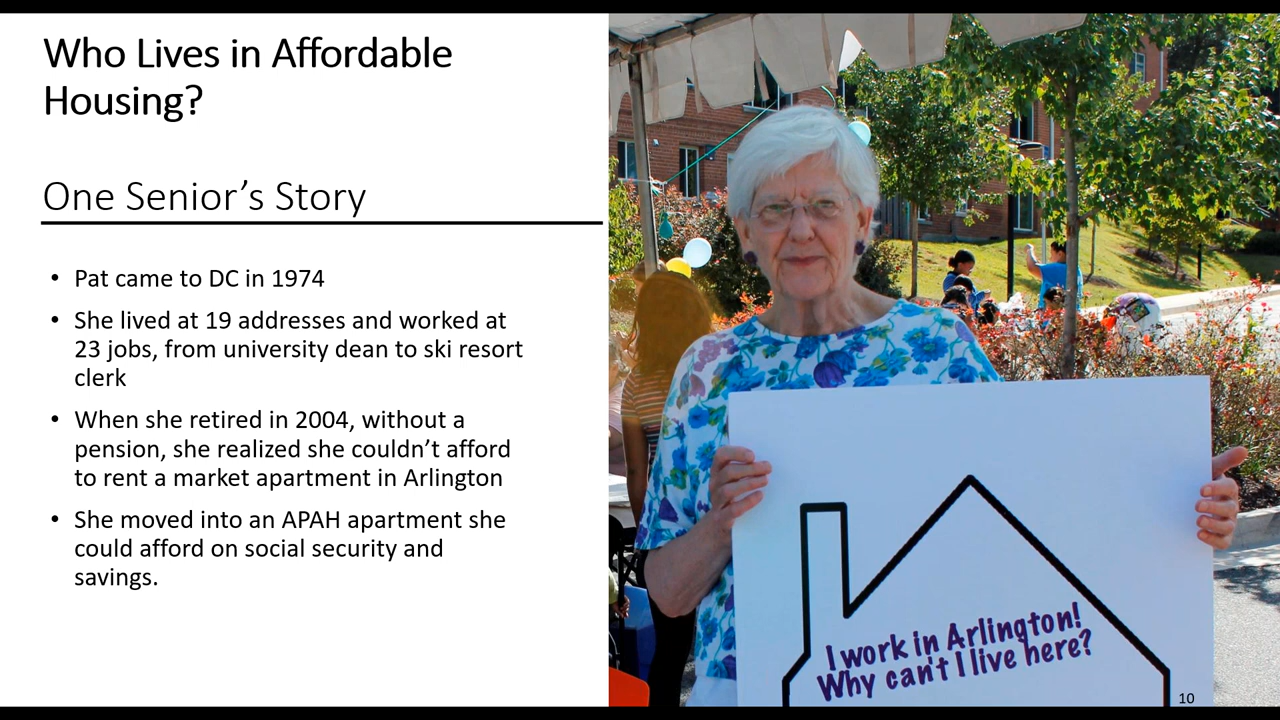 Who Lives in Affordable
Housing?
One Senior’s Story
• Pat came to DC in 1974
• She lived at 19 addresses and worked at
23 jobs, from university dean to ski resort
clerk
• When she retired in 2004, without a
pension, she realized she couldn’t afford
to rent a market apartment in Arlington
• She moved into an APAH apartment she
could afford on social security and
savings.
I work in Arlington!
Why can't I live here?
10